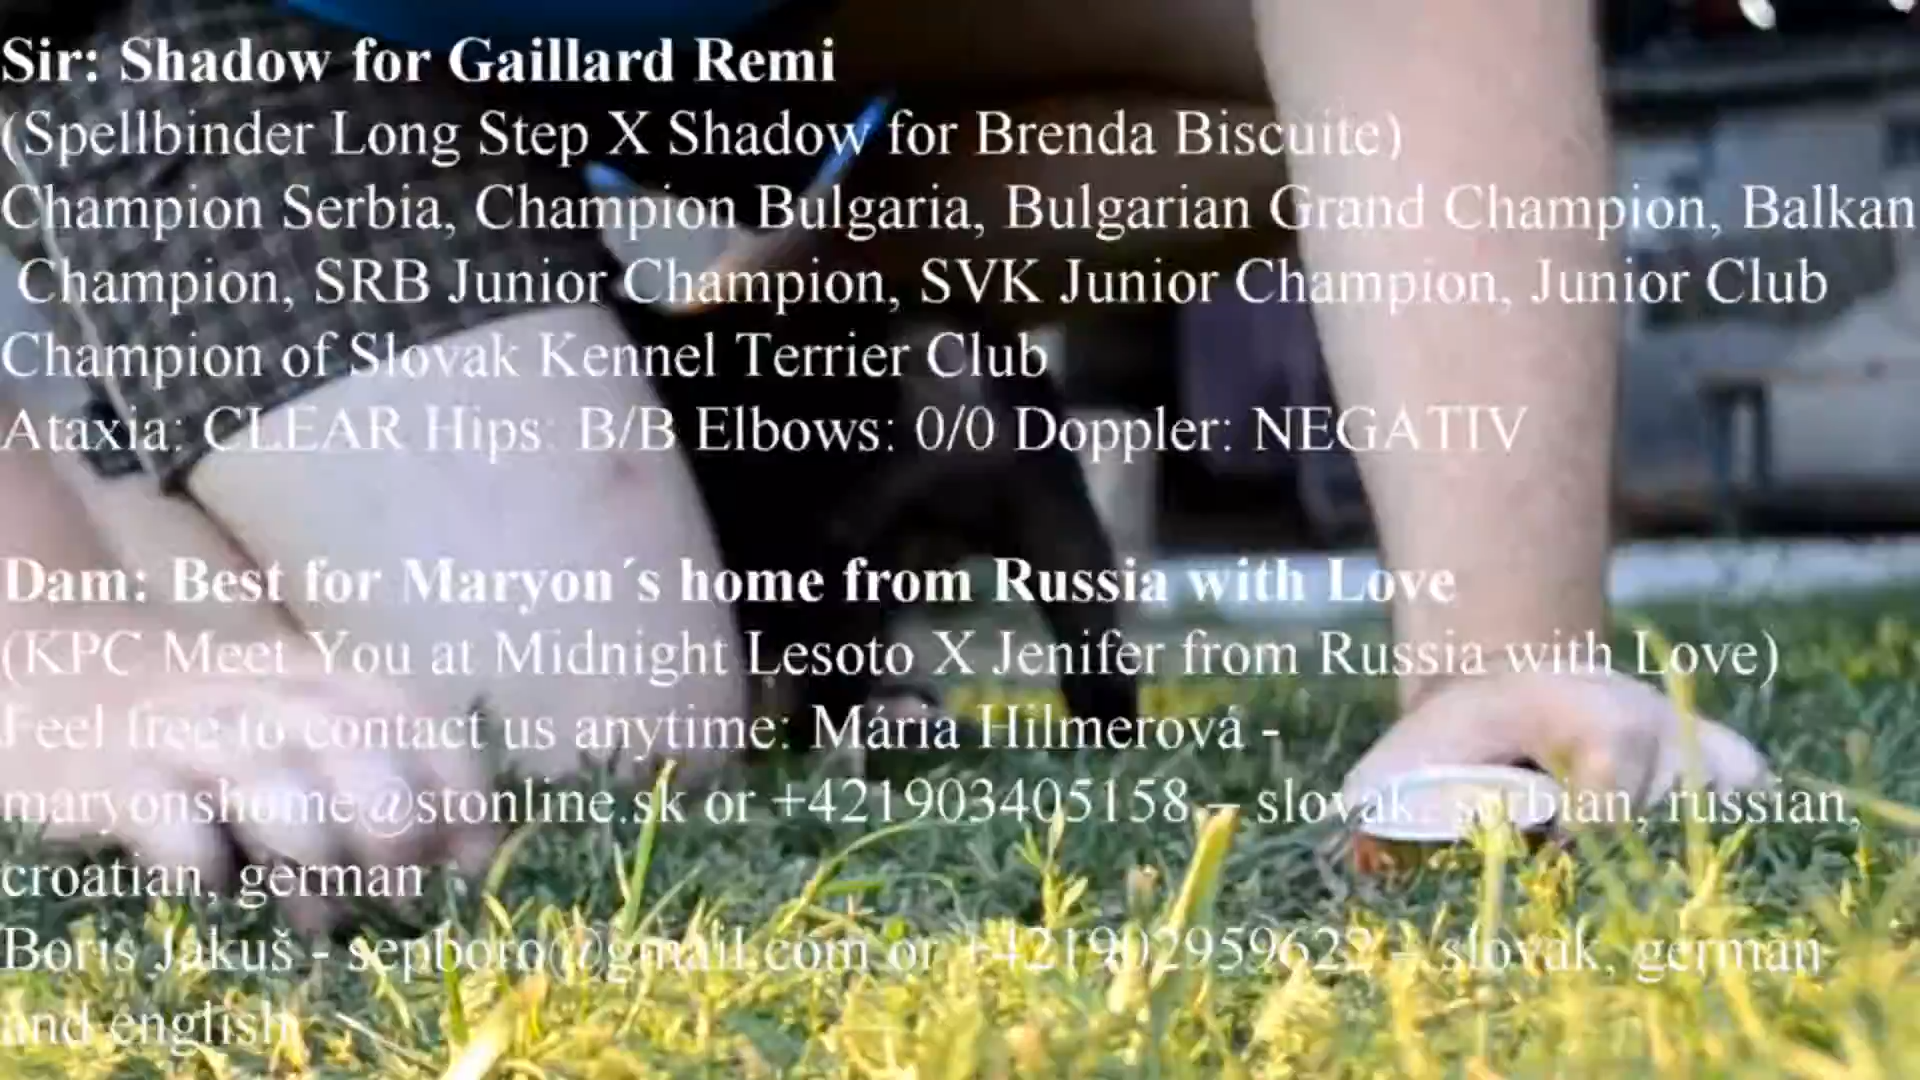 Sir: Shadow for Gaillard Remi
(Spellbinder Long Step X Shadow for Brenda Biscuite)
Champion Serbia, Champion Bulgaria, Bulgarian Grand Champion, Balkan
Champion, SRB Junior Champion, SVK Junior Champion, Junior Club
Champion of Slovak Kennel Terrier Club
Ataxia: CLEAR Hips: B/B Elbows: 0/0 Doppler: NEGATIV
Dam: Best for Maryon´s home from Russia with Love
(KPC Meet You at Midnight Lesoto X Jenifer from Russia with Love)
Feel free to contact us anytime: Mária Hilmerová -
maryonshome@stonline.sk or +421903405158 – slovak, serbian, russian,
croatian, german
Boris Jakuš - sepboro@gmail.com or +421902959622 – slovak, german
and english